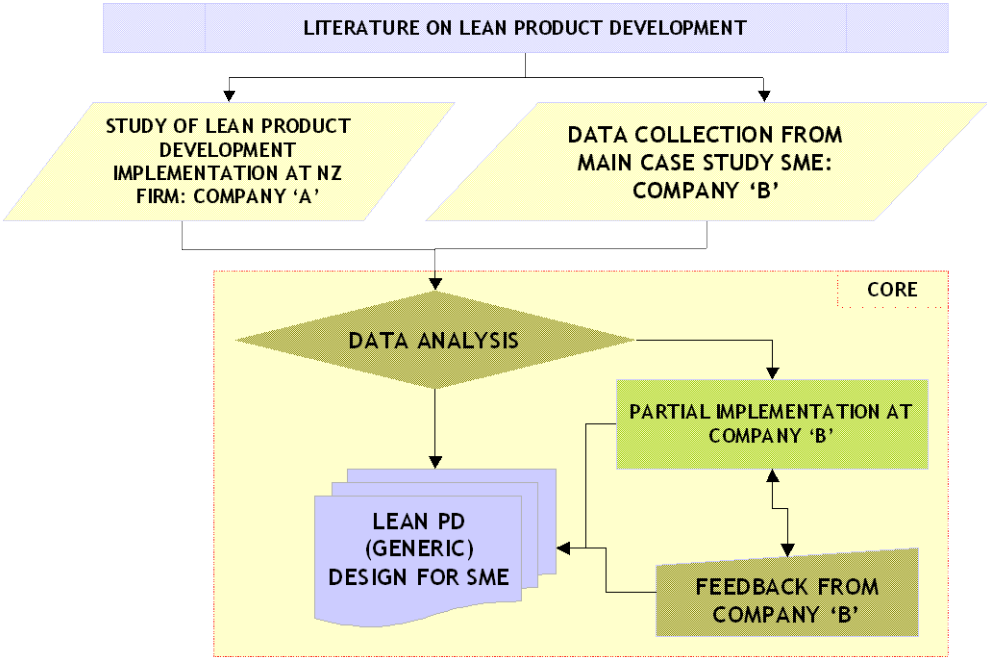 LITERATURE ON LEAN PRODUCT DEVELOPMENT
STUDY OF LEAN PRODUCT
DEVELOPMENT
IMPLEMENTATION AT NZ
FIRM: COMPANY ‘A’
DATA COLLECTION FROM
MAIN CASE STUDY SME:
COMPANY ‘B’
CORE
DATA ANALYSIS
PARTIAL IMPLEMENTATION AT
COMPANY ‘B’
LEAN PD
(GENERIC)
DESIGN FOR SME
FEEDBACK FROM
COMPANY ‘B’